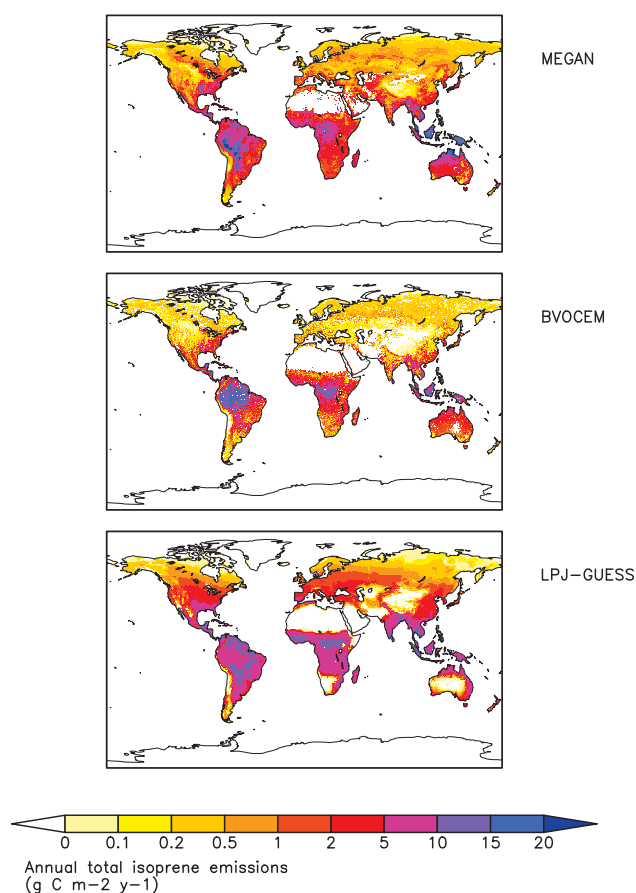 MEGAN
BVOCEM
LPJ-GUESS
0 0.1 0.2 0.5 1 2 5 10 15 20
Annual total isoprene emissions
(g C m-2 y-1)